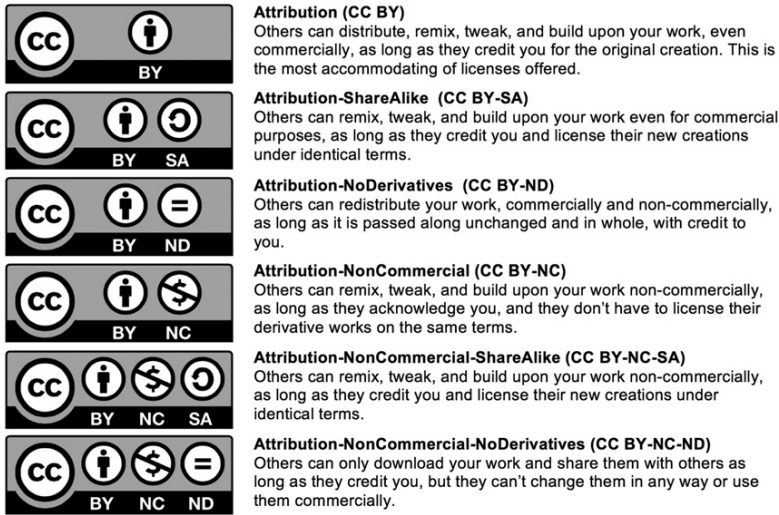 CC BY
Attribution (CC BY)
Others can distribute, remix, tweak, and build upon your work, even
commercially, as long as they credit you for the original creation. This is
the most accommodating of licenses offered.
CC BY SA
Attribution-ShareAlike (CC BY-SA)
Others can remix, tweak, and build upon your work even for commercial
purposes, as long as they credit you and license their new creations
under identical terms.
CC BY ND
Attribution-NoDerivatives (CC BY-ND)
Others can redistribute your work, commercially and non-commercially,
as long as it is passed along unchanged and in whole, with credit to
you.
CC BY NC
Attribution-NonCommercial (CC BY-NC)
Others can remix, tweak, and build upon your work non-commercially,
as long as they acknowledge you, and they don’t have to license their
derivative works on the same terms.
CC BY NC SA
Attribution-NonCommercial-ShareAlike (CC BY-NC-SA)
Others can remix, tweak, and build upon your work non-commercially,
as long as they credit you and license their new creations under
identical terms.
CC BY NC ND
Attribution-NonCommercial-NoDerivatives (CC BY-NC-ND)
Others can only download your work and share them with others as
long as they credit you, but they can’t change them in any way or use
them commercially.